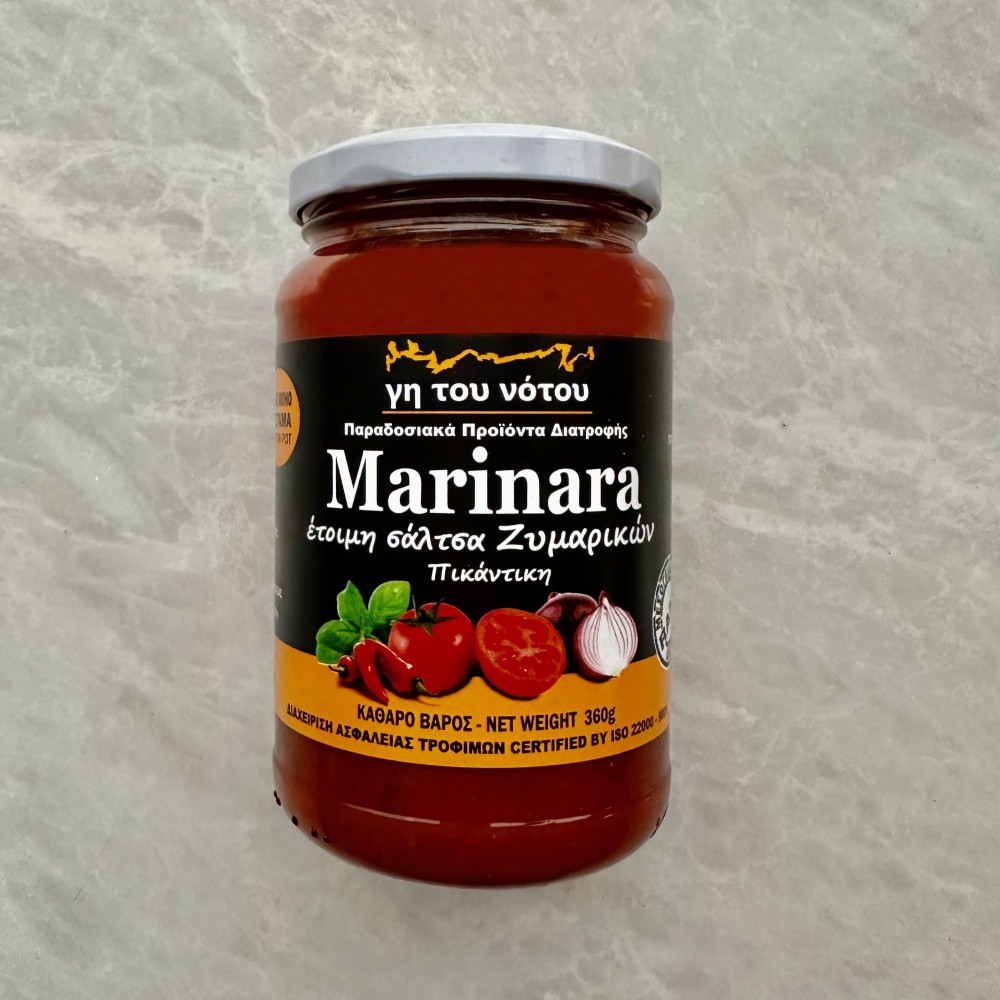 γη του νότου
Παραδοσιακά Προϊόντα Διατροφής
Marinara
έτοιμη σάλτσα Ζυμαρικών
Πικάντικη
ΚΑΘΑΡΟ ΒΑΡΟΣ - NET WEIGHT 360g
ΔΙΑΧΕΙΡΙΣΗ ΑΣΦΑΛΕΙΑΣ ΤΡΟΦΙΜΩΝ CERTIFIED BY ISO 22000 -